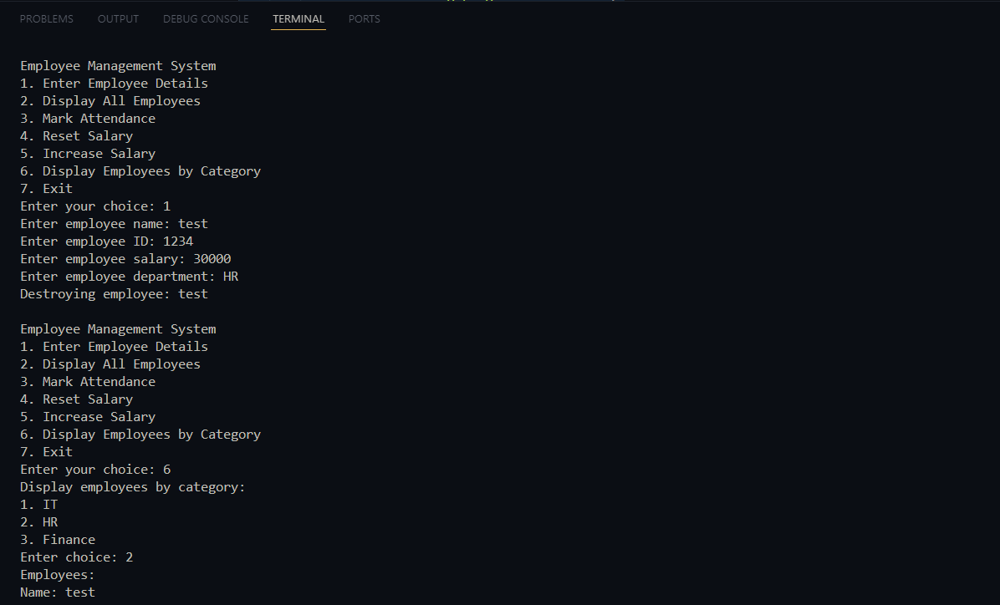 PROBLEMS OUTPUT DEBUG CONSOLE TERMINAL PORTS
Employee Management System
1. Enter Employee Details
2. Display All Employees
3. Mark Attendance
4. Reset Salary
5. Increase Salary
6. Display Employees by Category
7. Exit
Enter your choice: 1
Enter employee name: test
Enter employee ID: 1234
Enter employee salary: 30000
Enter employee department: HR
Destroying employee: test
Employee Management System
1. Enter Employee Details
2. Display All Employees
3. Mark Attendance
4. Reset Salary
5. Increase Salary
6. Display Employees by Category
7. Exit
Enter your choice: 6
Display employees by category:
1. IT
2. HR
3. Finance
Enter choice: 2
Employees:
Name: test